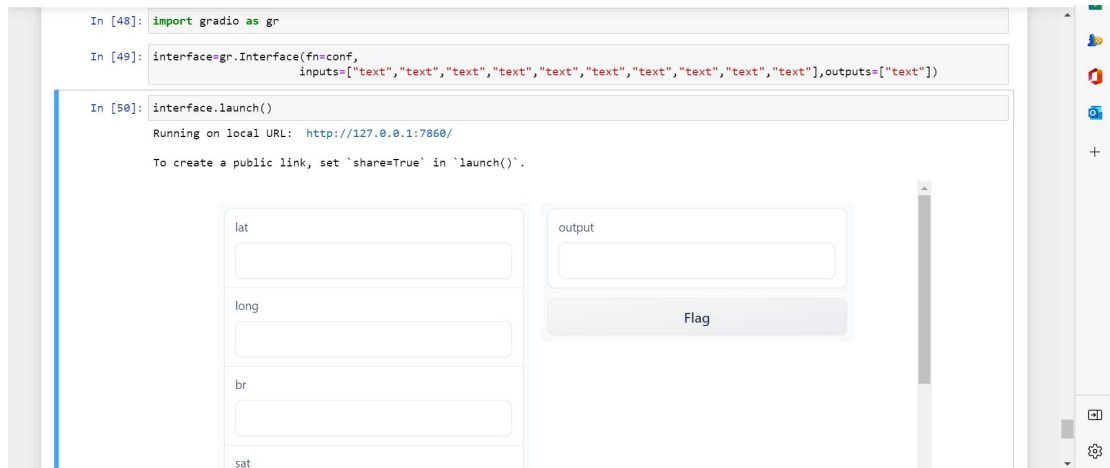 In [48]: import gradio as gr
In [49]: interface=gr.Interface(fn=conf,
inputs=["text","text","text","text","text","text","text","text","text","text"],outputs=["text"])
In [50]: interface.launch()
Running on local URL: http://127.0.0.1:7860/
To create a public link, set `share=True` in `launch()`.
lat
output
long
Flag
br
sat